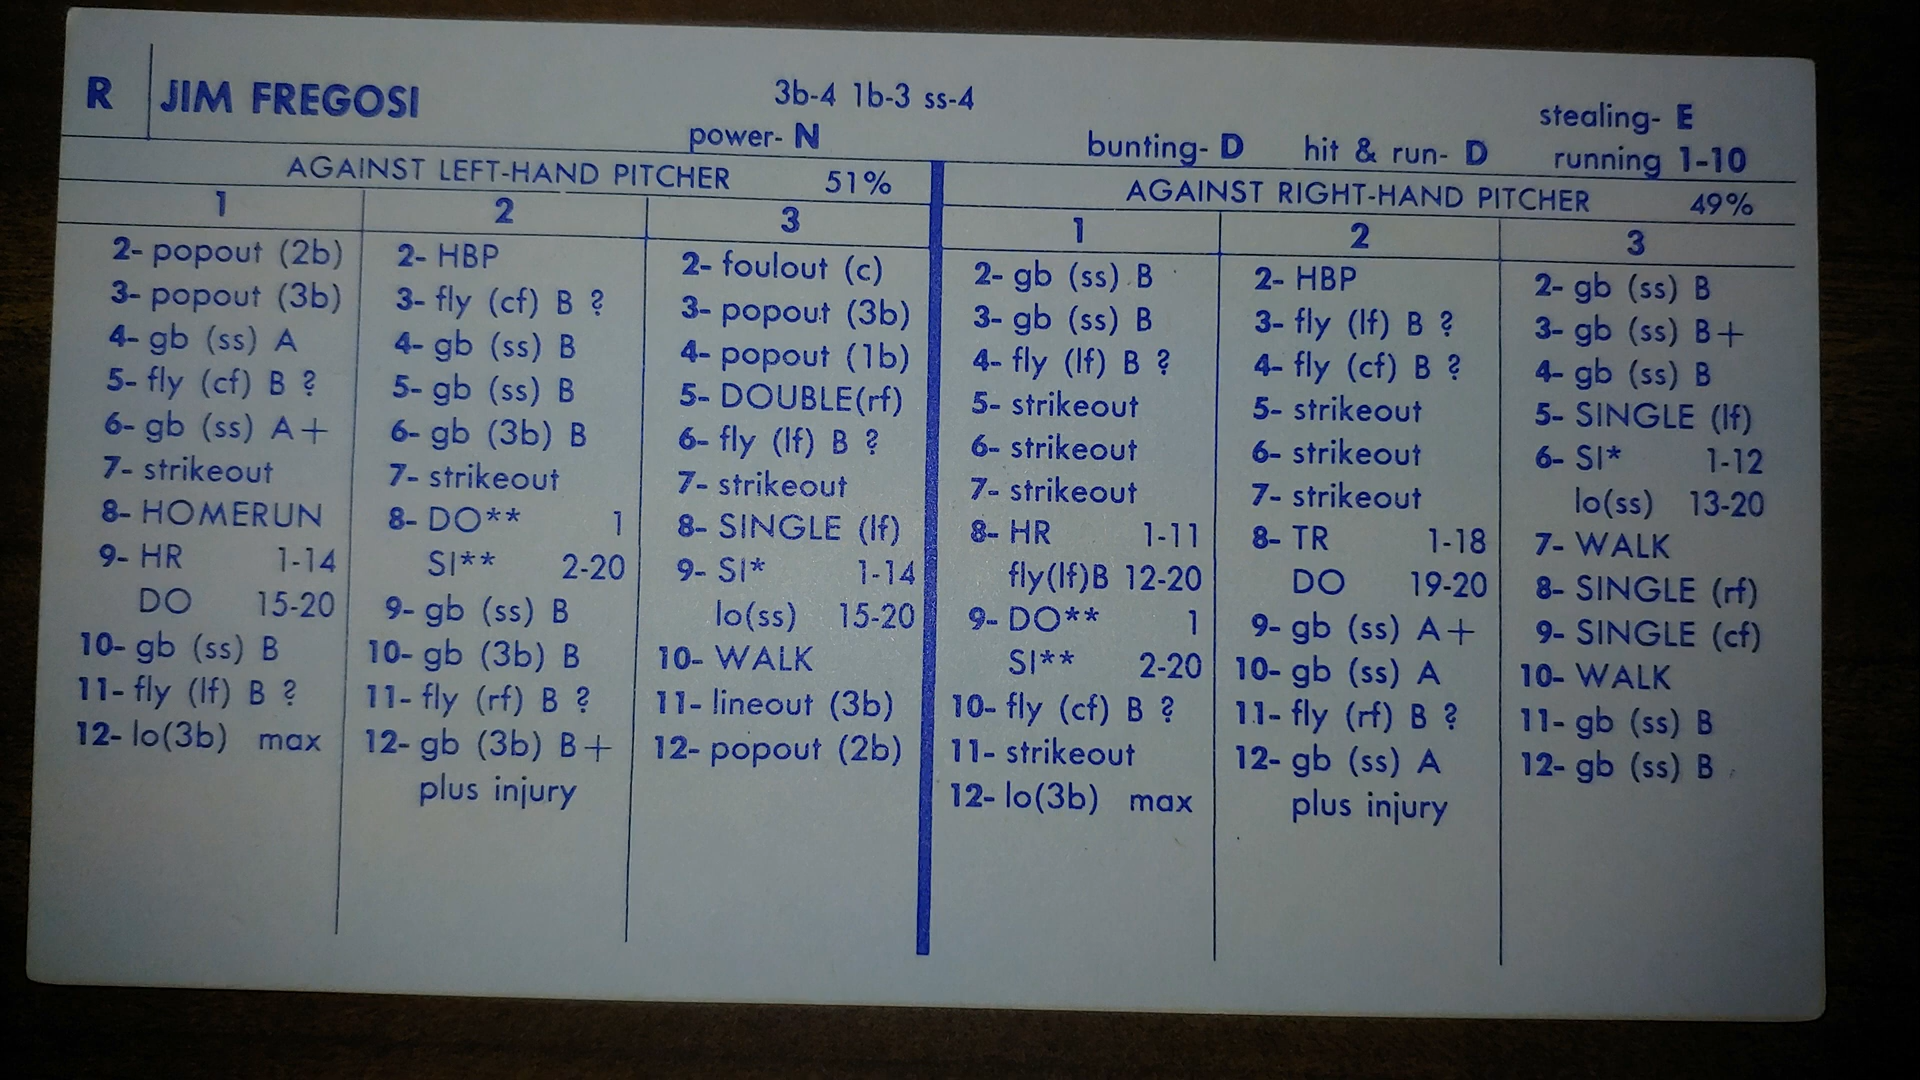 R JIM FREGOSI
3b-4 1b-3 ss-4
power- N
bunting- D hit & run- D
stealing- E
running 1-10
AGAINST LEFT-HAND PITCHER 51%
1
2- popout (2b)
3- popout (3b)
4- gb (ss) A
5- fly (cf) B ?
6- gb (ss) A+
7- strikeout
8- HOMERUN
9- HR 1-14
DO 15-20
10- gb (ss) B
11- fly (lf) B ?
12- lo(3b) max
2
2- HBP
3- fly (cf) B ?
4- gb (ss) B
5- gb (ss) B
6- gb (3b) B
7- strikeout
8- DO** 1
SI** 2-20
9- gb (ss) B
10- gb (3b) B
11- fly (rf) B ?
12- gb (3b) B+
plus injury
3
2- foulout (c)
3- popout (3b)
4- popout (1b)
5- DOUBLE(rf)
6- fly (lf) B ?
7- strikeout
8- SINGLE (lf)
9- SI* 1-14
lo(ss) 15-20
10- WALK
11- lineout (3b)
12- popout (2b)
AGAINST RIGHT-HAND PITCHER 49%
1
2- gb (ss) B
3- gb (ss) B
4- fly (lf) B ?
5- strikeout
6- strikeout
7- strikeout
8- HR 1-11
fly(lf)B 12-20
9- DO** 1
SI** 2-20
10- fly (cf) B ?
11- strikeout
12- lo(3b) max
2
2- HBP
3- fly (lf) B ?
4- fly (cf) B ?
5- strikeout
6- strikeout
7- strikeout
8- TR 1-18
DO 19-20
9- gb (ss) A+
10- gb (ss) A
11- fly (rf) B ?
12- gb (ss) A
plus injury
3
2- gb (ss) B
3- gb (ss) B+
4- gb (ss) B
5- SINGLE (lf)
6- SI* 1-12
lo(ss) 13-20
7- WALK
8- SINGLE (rf)
9- SINGLE (cf)
10- WALK
11- gb (ss) B
12- gb (ss) B